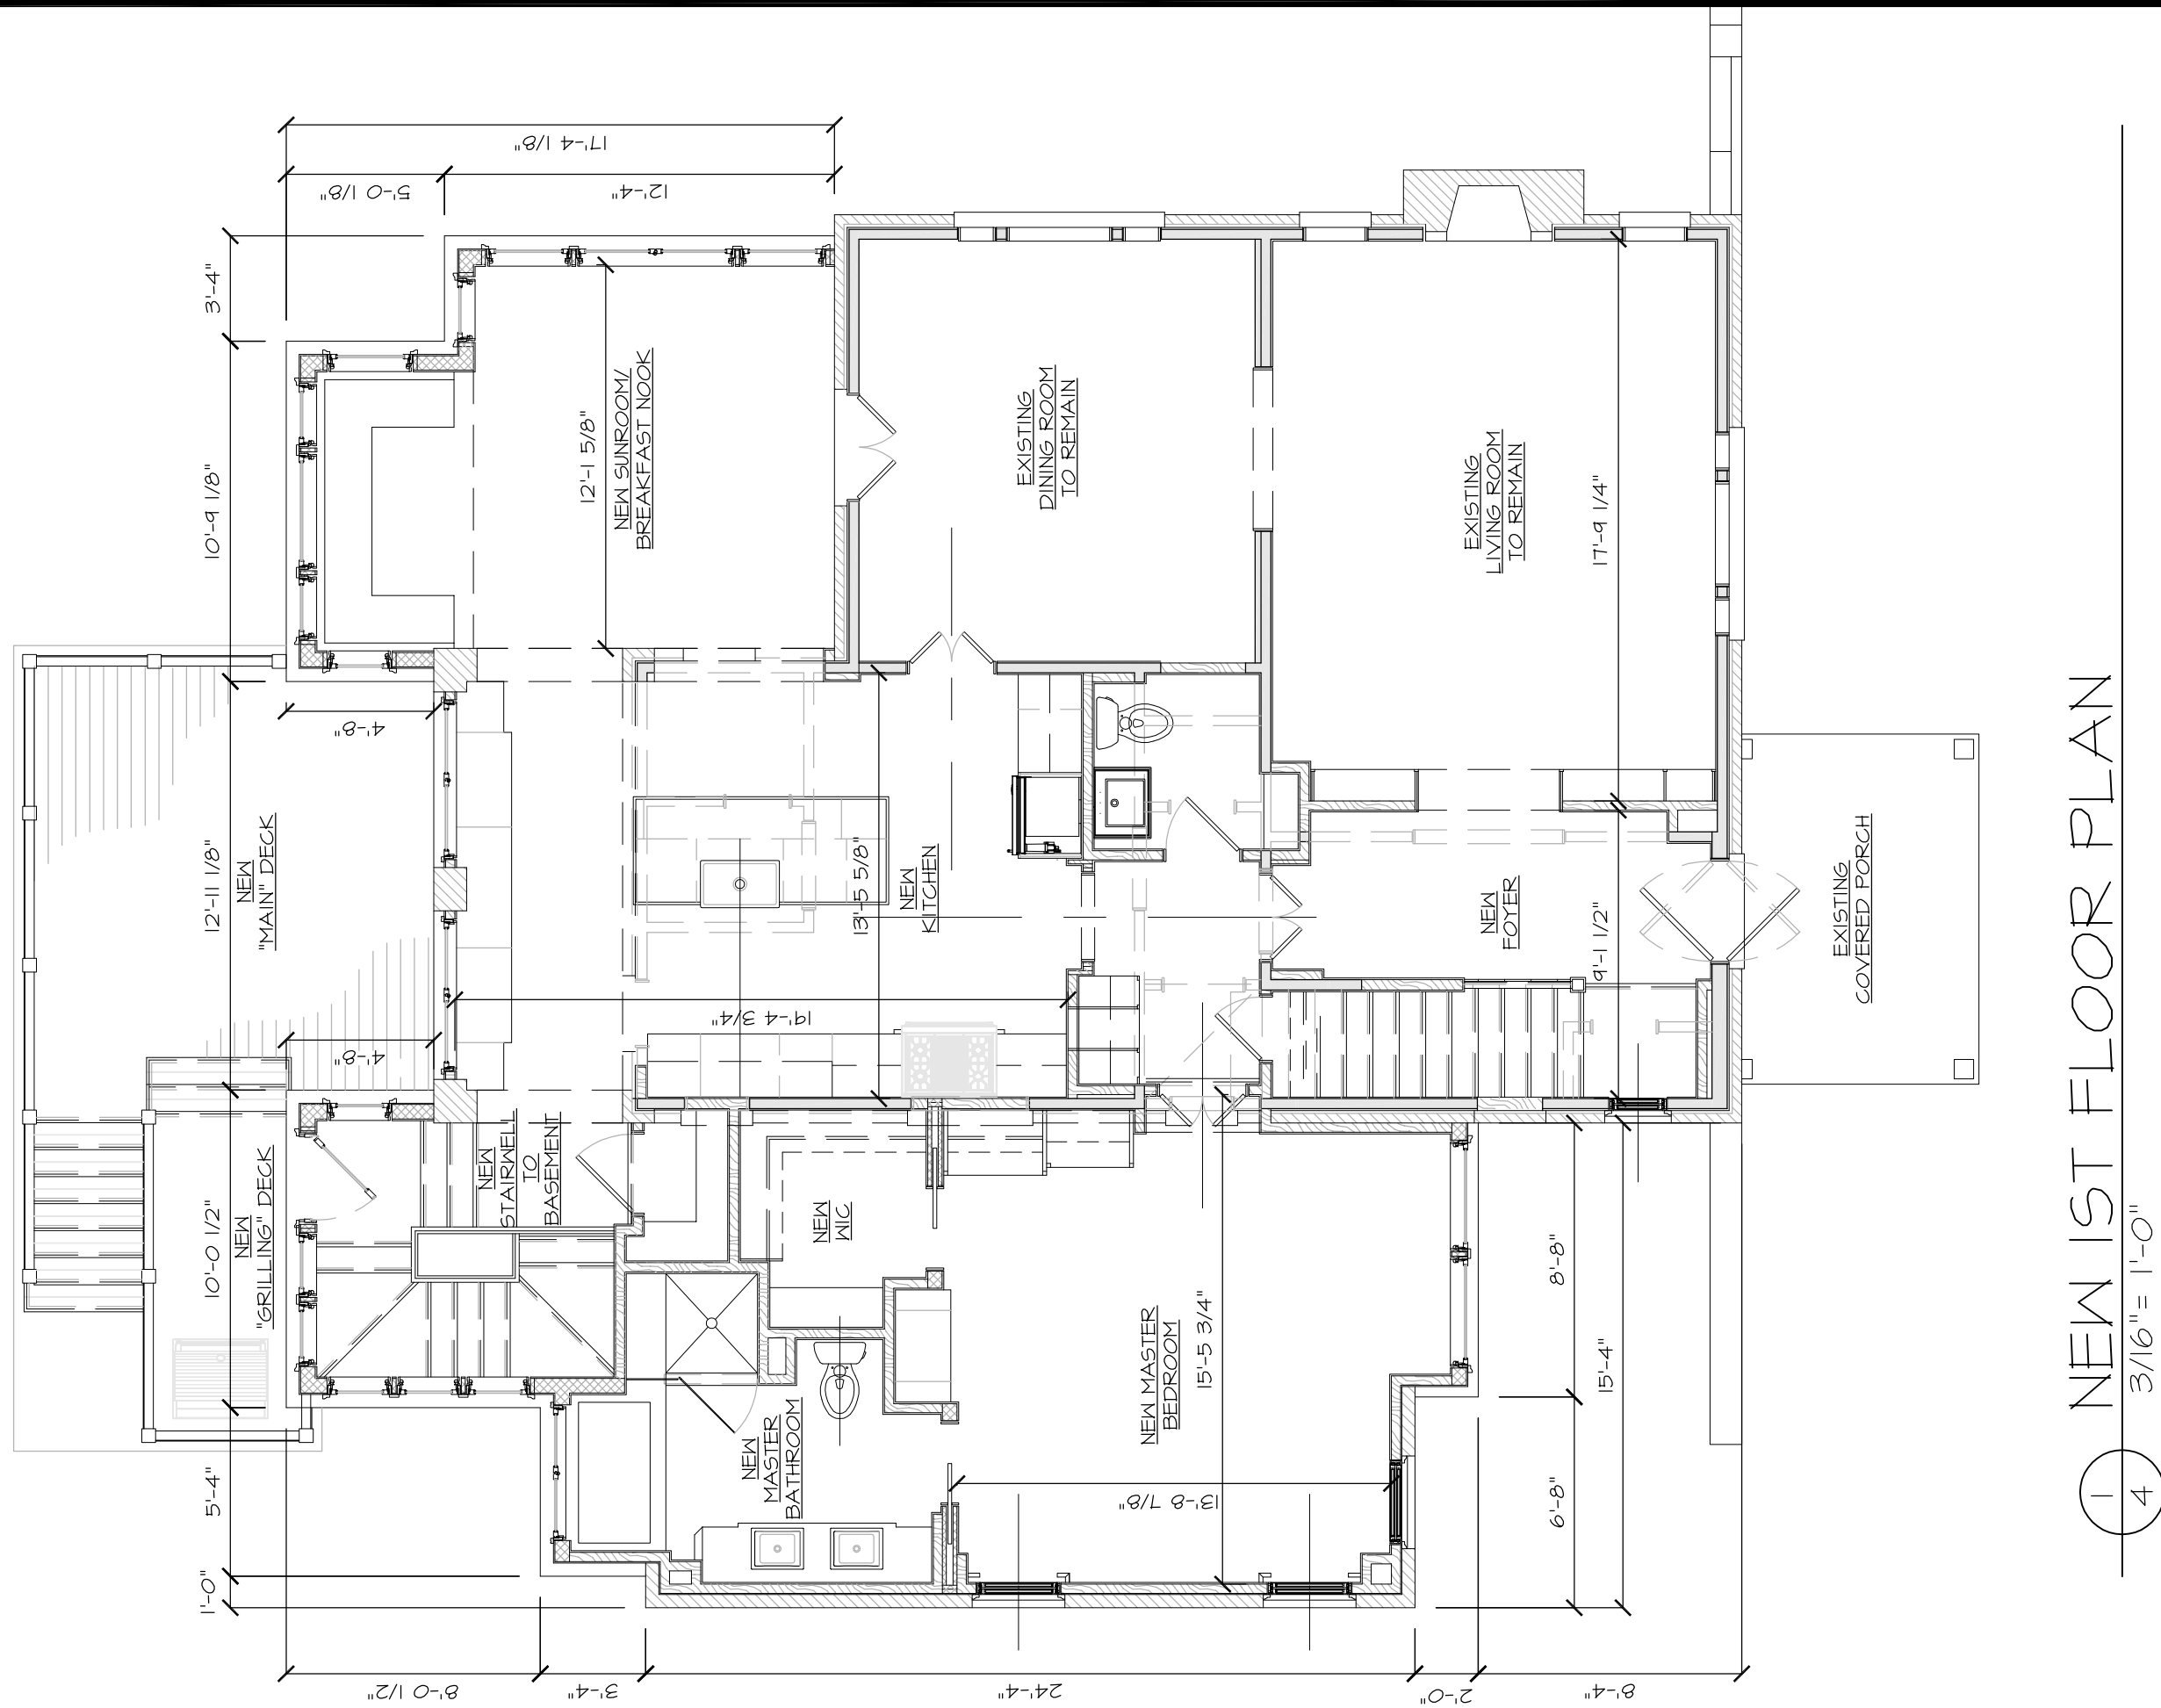 17'-4 1/8"
5'-0 1/8"
12'-4"
3'-4"
10'-9 1/8"
12'-11 1/8"
10'-0 1/2"
5'-4"
1'-0"
12'-1 5/8"
NEW SUNROOM/
BREAKFAST NOOK
EXISTING
DINING ROOM
TO REMAIN
EXISTING
LIVING ROOM
TO REMAIN
17'-9 1/4"
4'-8"
NEW
"MAIN" DECK
4'-8"
13'-5 5/8"
NEW
KITCHEN
19'-4 3/4"
NEW
FOYER
9'-1 1/2"
EXISTING
COVERED PORCH
NEW
"GRILLING" DECK
NEW
STAIRWELL
TO
BASEMENT
NEW
WIC
NEW
MASTER
BATHROOM
NEW MASTER
BEDROOM
15'-5 3/4"
13'-8 7/8"
8'-8"
6'-8"
15'-4"
8'-0 1/2"
3'-4"
24'-4"
2'-0"
8'-4"
1
4
NEW 1ST FLOOR PLAN
3/16"= 1'-0"